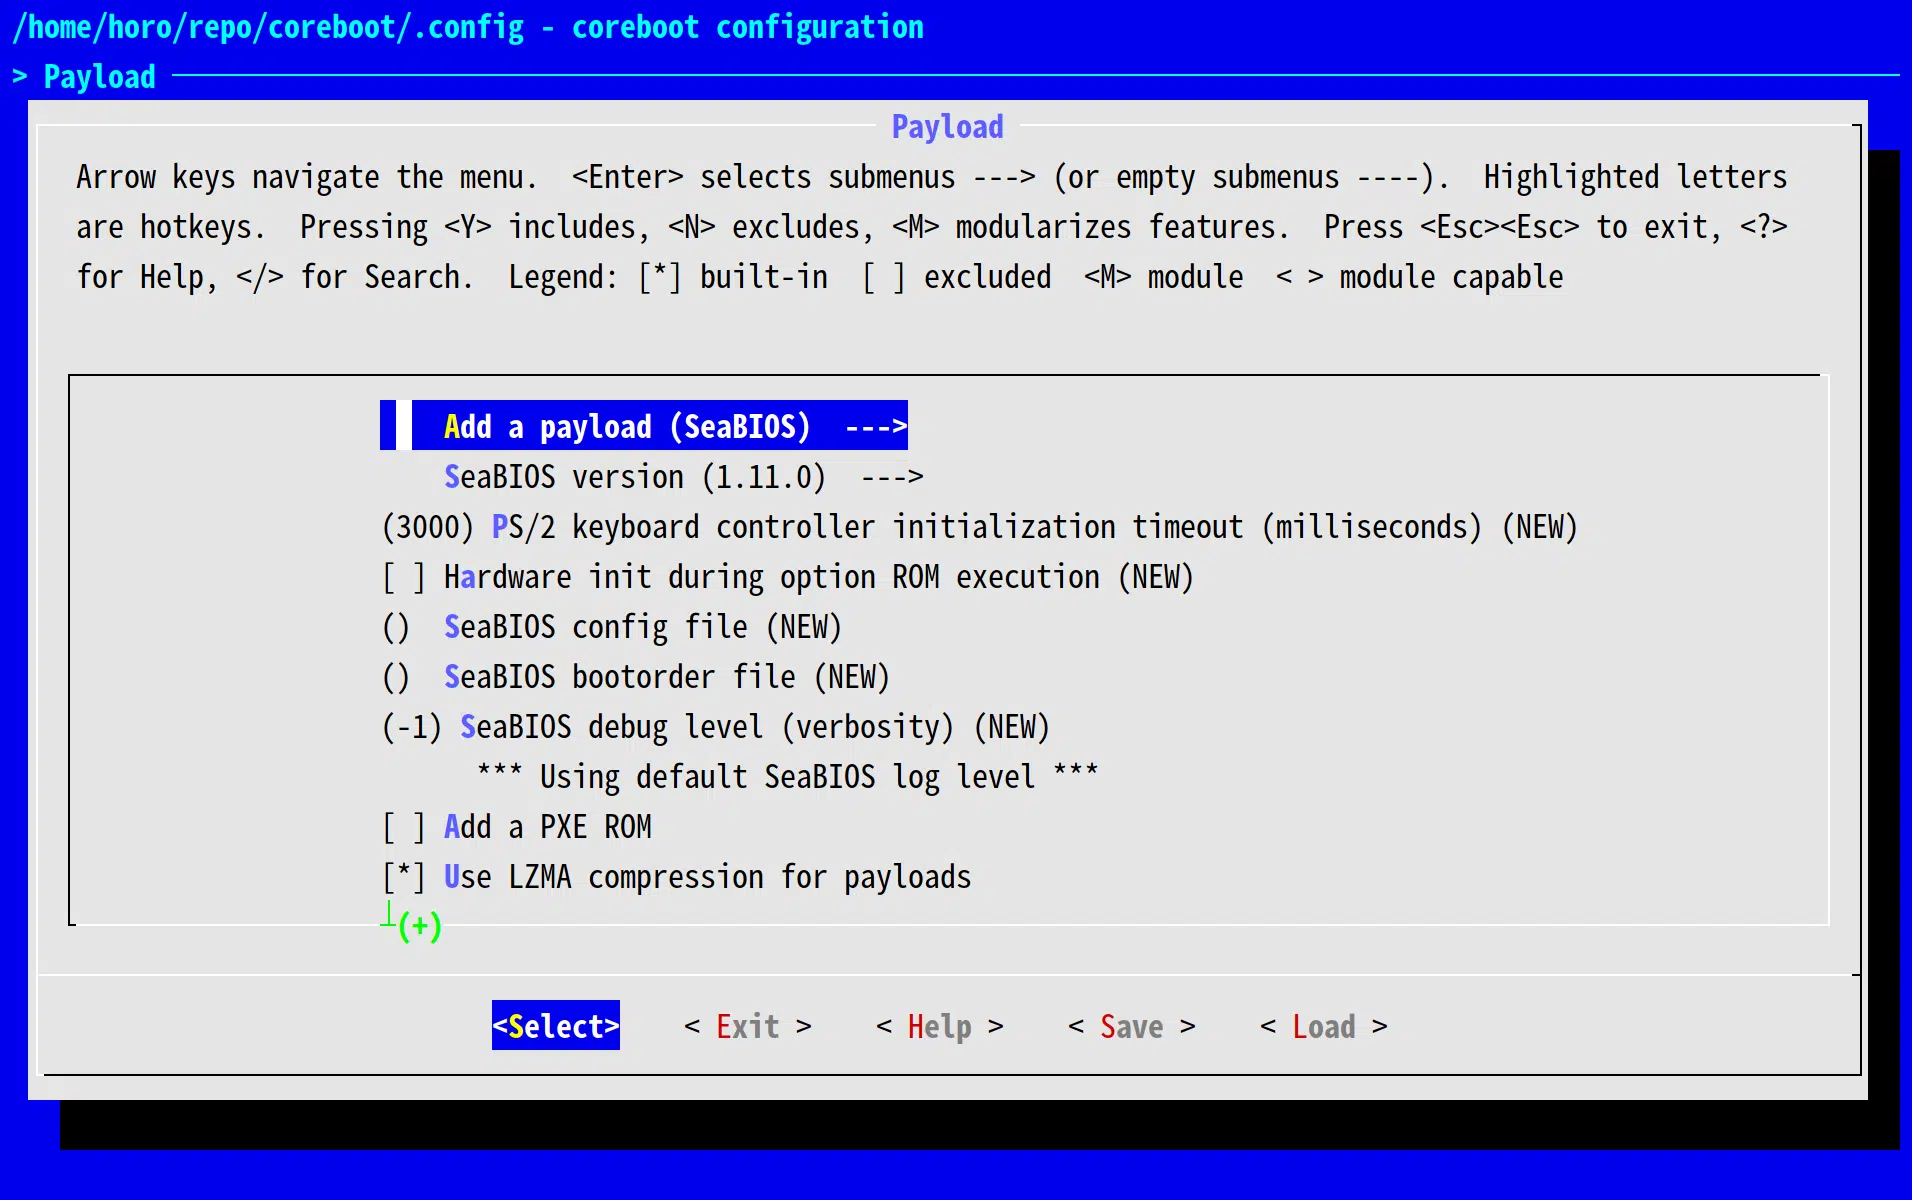 /home/horo/repo/coreboot/.config - coreboot configuration
> Payload
Payload
Arrow keys navigate the menu.  <Enter> selects submenus ---> (or empty submenus ----).  Highlighted letters
are hotkeys.  Pressing <Y> includes, <N> excludes, <M> modularizes features.  Press <Esc><Esc> to exit, <?>
for Help, </> for Search.  Legend: [*] built-in  [ ] excluded  <M> module  < > module capable
Add a payload (SeaBIOS)  --->
SeaBIOS version (1.11.0)  --->
(3000) PS/2 keyboard controller initialization timeout (milliseconds) (NEW)
[ ] Hardware init during option ROM execution (NEW)
()  SeaBIOS config file (NEW)
()  SeaBIOS bootorder file (NEW)
(-1) SeaBIOS debug level (verbosity) (NEW)
*** Using default SeaBIOS log level ***
[ ] Add a PXE ROM
[*] Use LZMA compression for payloads
┴(+)
<Select>    < Exit >    < Help >    < Save >    < Load >